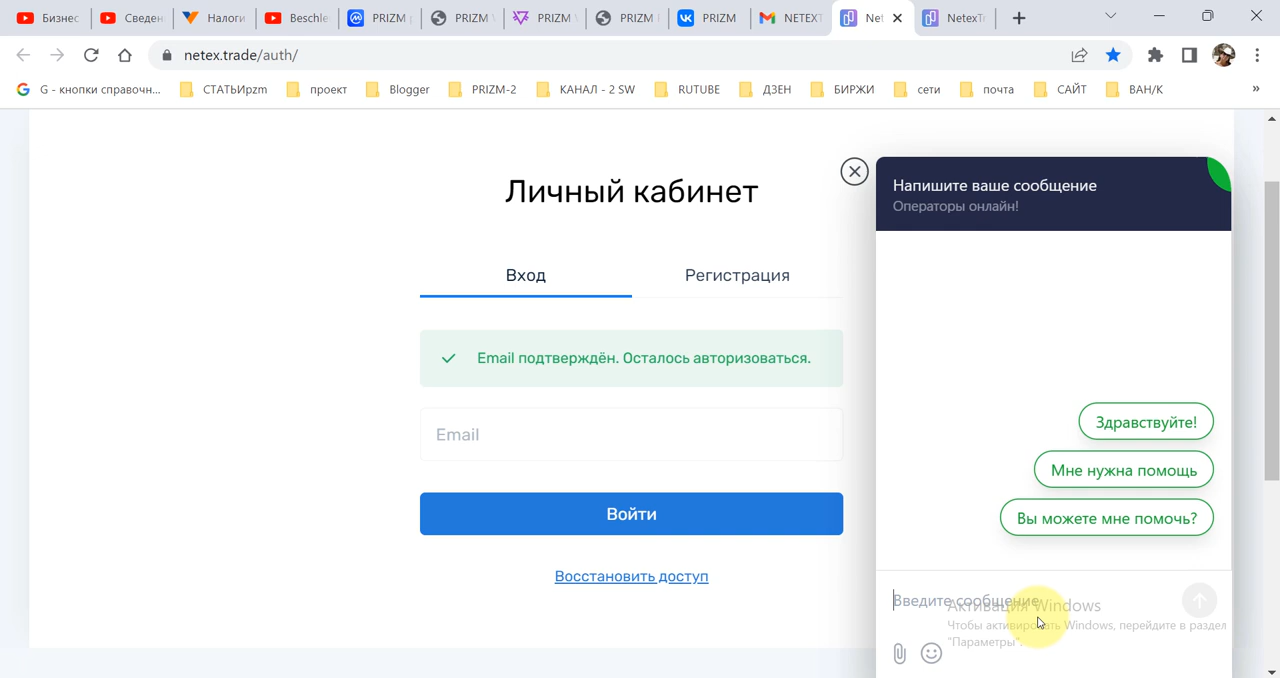 Бизнес
Сведен
Налоги
Beschle
PRIZM
PRIZM
PRIZM
PRIZM
PRIZM
NETEXT
Net
NetexTr
netex.trade/auth/
G - кнопки справочн...
СТАТЬИpzm
проект
Blogger
PRIZM-2
КАНАЛ - 2 SW
RUTUBE
ДЗЕН
БИРЖИ
сети
почта
САЙТ
ВАН/К
»
Личный кабинет
Вход
Регистрация
Email подтверждён. Осталось авторизоваться.
Email
Войти
Восстановить доступ
Напишите ваше сообщение
Операторы онлайн!
Здравствуйте!
Мне нужна помощь
Вы можете мне помочь?
Введите сообщение
Активация Windows
Чтобы активировать Windows, перейдите в раздел
"Параметры".